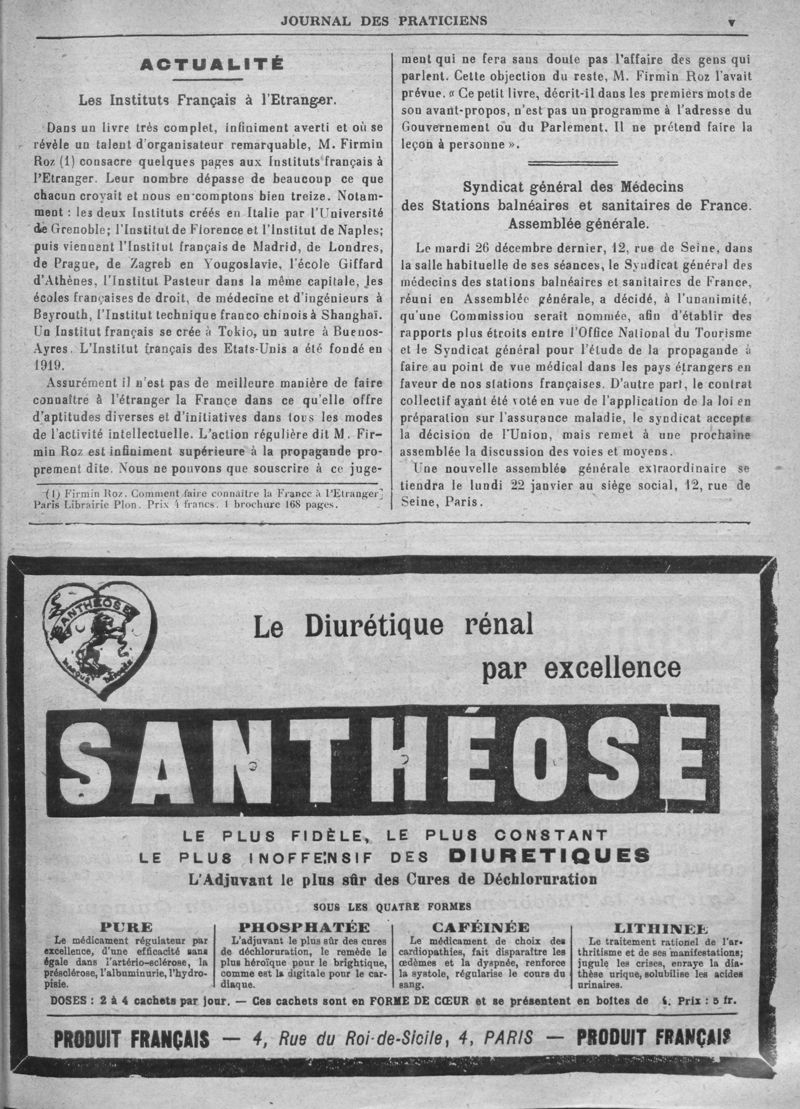 JOURNAL DES PRATICIENS
v
ACTUALITÉ
Les Instituts Français à l'Etranger.
Dans un livre très complet, infiniment averti et où se
révèle un talent d'organisateur remarquable, M. Firmin
Roz (1) consacre quelques pages aux Instituts français à
l'Etranger. Leur nombre dépasse de beaucoup ce que
chacun croyait et nous en comptons bien treize. Notam-
ment : les deux Instituts créés en Italie par l'Université
de Grenoble; l'Institut de Florence et l'Institut de Naples;
puis viennent l'Institut français de Madrid, de Londres,
de Prague, de Zagreb en Yougoslavie, l'école Giffard
d'Athènes, l'Institut Pasteur dans la même capitale, les
écoles françaises de droit, de médecine et d'ingénieurs à
Beyrouth, l'Institut technique franco chinois à Shanghaï.
Un Institut français se crée à Tokio, un autre à Buenos-
Ayres. L'Institut français des Etats-Unis a été fondé en
1919.
Assurément il n'est pas de meilleure manière de faire
connaître à l'étranger la France dans ce qu'elle offre
d'aptitudes diverses et d'initiatives dans tous les modes
de l'activité intellectuelle. L'action régulière dit M. Fir-
min Roz est infiniment supérieure à la propagande pro-
prement dite. Nous ne pouvons que souscrire à ce juge-
(1) Firmin Roz. Comment faire connaître la France à l'Etranger]
Paris Librairie Plon. Prix 4 francs. 1 brochure 168 pages.
ment qui ne fera sans doute pas l'affaire des gens qui
parlent. Cette objection du reste, M. Firmin Roz l'avait
prévue. « Ce petit livre, décrit-il dans les premiers mots de
son avant-propos, n'est pas un programme à l'adresse du
Gouvernement ou du Parlement. Il ne prétend faire la
leçon à personne ».
Syndicat général des Médecins
des Stations balnéaires et sanitaires de France.
Assemblée générale.
Le mardi 26 décembre dernier, 12, rue de Seine, dans
la salle habituelle de ses séances, le Syndicat général des
médecins des stations balnéaires et sanitaires de France,
réuni en Assemblée générale, a décidé, à l'unanimité,
qu'une Commission serait nommée, afin d'établir des
rapports plus étroits entre l'Office National du Tourisme
et le Syndicat général pour l'étude de la propagande à
faire au point de vue médical dans les pays étrangers en
faveur de nos stations françaises. D'autre part, le contrat
collectif ayant été voté en vue de l'application de la loi en
préparation sur l'assurance maladie, le syndicat accepte
la décision de l'Union, mais remet à une prochaine
assemblée la discussion des voies et moyens.
Une nouvelle assemblée générale extraordinaire se
tiendra le lundi 22 janvier au siège social, 12, rue de
Seine, Paris.
SANTHÉOSE
MARQUE DÉPOSÉE
Le Diurétique rénal
par excellence
SANTHÉOSE
LE PLUS FIDÈLE, LE PLUS CONSTANT
LE PLUS INOFFENSIF DES DIURETIQUES
L'Adjuvant le plus sûr des Cures de Déchloruration
SOUS LES QUATRE FORMES
PURE
Le médicament régulateur par
excellence, d'une efficacité sans
égale dans l'artério-sclérose, la
présclérose, l'albuminurie, l'hydro-
pisie.
PHOSPHATÉE
L'adjuvant le plus sûr des cures
de déchloruration, le remède le
plus héroïque pour le brightique,
comme est la digitale pour le car-
diaque.
CAFÉINÉE
Le médicament de choix des
cardiopathies, fait disparaître les
œdèmes et la dyspnée, renforce
la systole, régularise le cours du
sang.
LITHINÉE
Le traitement rationel de l'ar-
thritisme et de ses manifestations;
jugule les crises, enraye la dia-
thèse urique, solubilise les acides
urinaires.
DOSES : 2 à 4 cachets par jour. — Ces cachets sont en FORME DE CŒUR et se présentent en boîtes de 4. Prix : 5 fr.
PRODUIT FRANÇAIS — 4, Rue du Roi-de-Sicile, 4, PARIS — PRODUIT FRANÇAIS